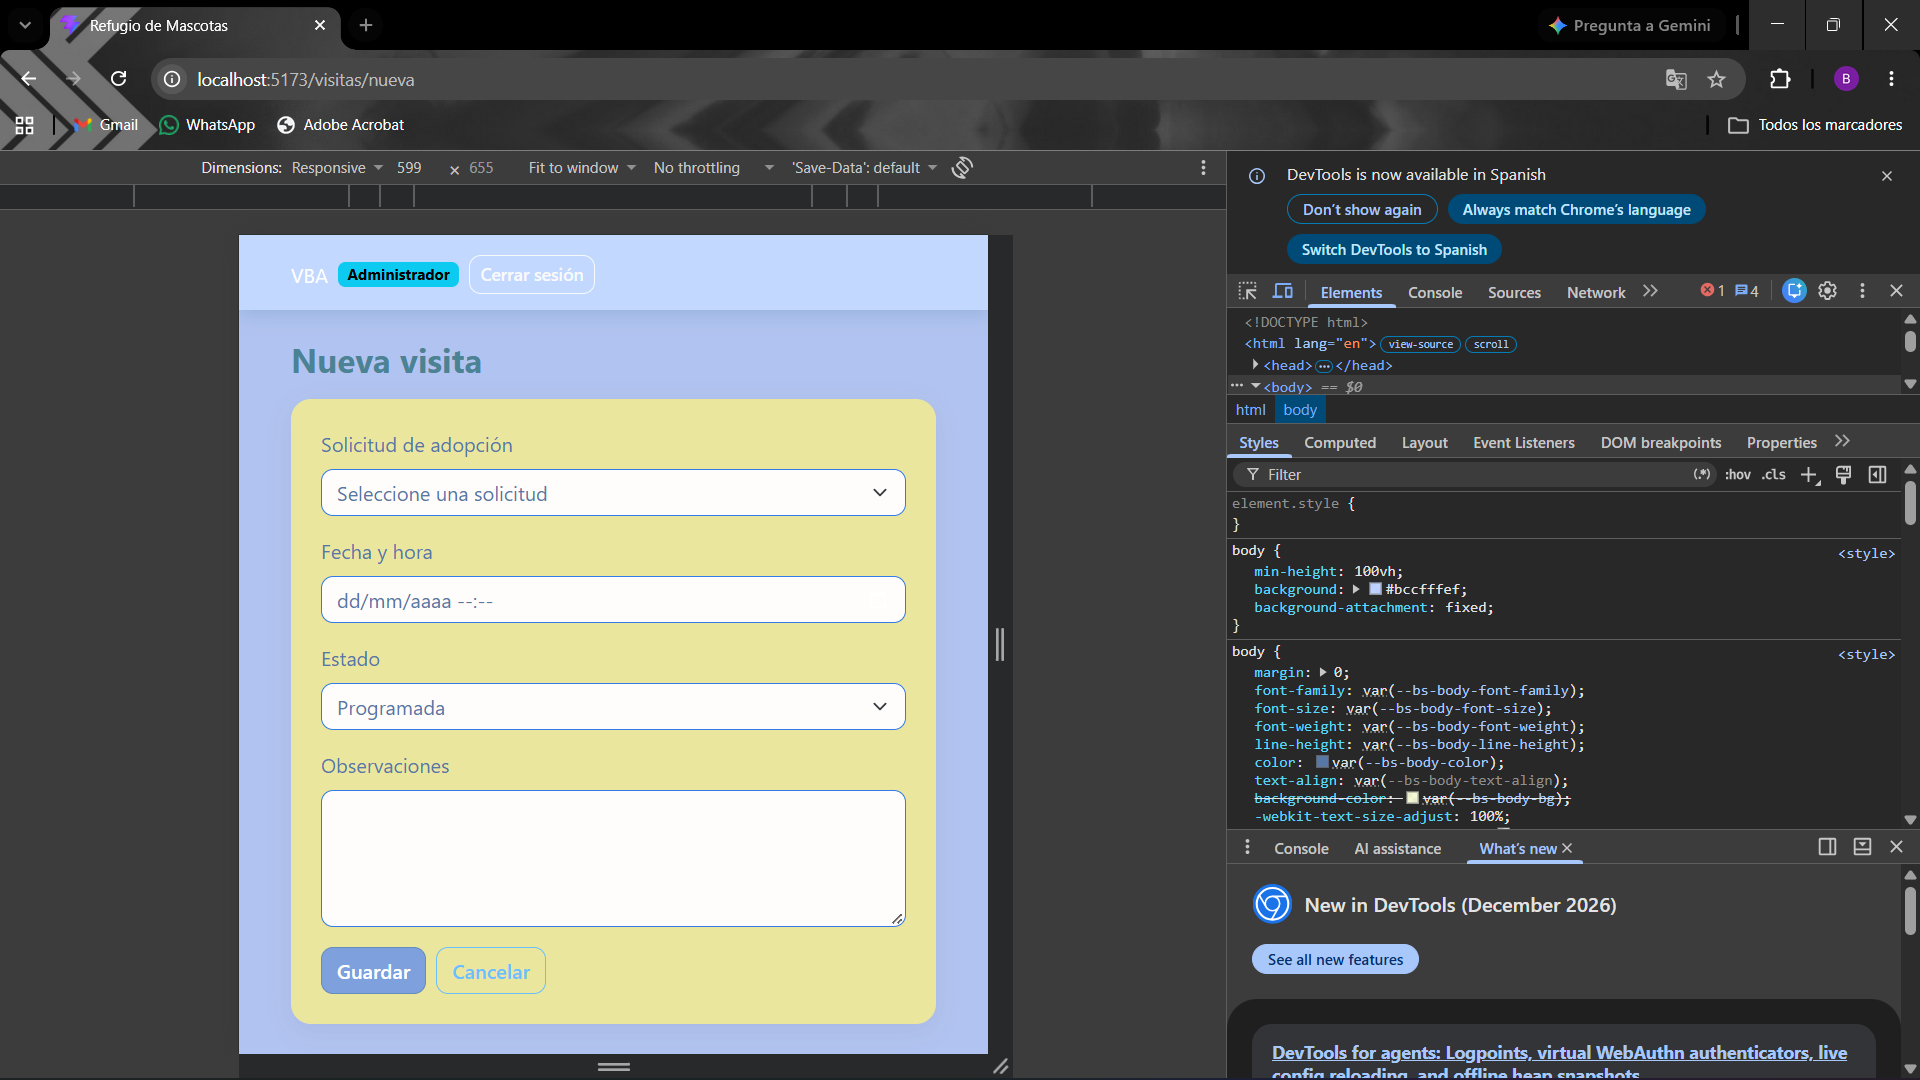 Refugio de Mascotas
Pregunta a Gemini
localhost:5173/visitas/nueva
B
Gmail
WhatsApp
Adobe Acrobat
Todos los marcadores
Dimensions: Responsive 599 × 655 Fit to window No throttling 'Save-Data': default
VBA Administrador Cerrar sesión
Nueva visita
Solicitud de adopción
Seleccione una solicitud
Fecha y hora
dd/mm/aaaa --:--
Estado
Programada
Observaciones
Guardar Cancelar
DevTools is now available in Spanish
Don't show again Always match Chrome's language
Switch DevTools to Spanish
Elements Console Sources Network 1 4
<!DOCTYPE html>
<html lang="en"> view-source scroll
<head> ⋯ </head>
⋯ <body> == $0
html body
Styles Computed Layout Event Listeners DOM breakpoints Properties
Filter (.*) :hov .cls
element.style {
}
body { <style>
min-height: 100vh;
background: #bccfffef;
background-attachment: fixed;
}
body { <style>
margin: 0;
font-family: var(--bs-body-font-family);
font-size: var(--bs-body-font-size);
font-weight: var(--bs-body-font-weight);
line-height: var(--bs-body-line-height);
color: var(--bs-body-color);
text-align: var(--bs-body-text-align);
background-color: var(--bs-body-bg);
-webkit-text-size-adjust: 100%;
Console AI assistance What's new
New in DevTools (December 2026)
See all new features
DevTools for agents: Logpoints, virtual WebAuthn authenticators, live
config reloading, and offline heap snapshots